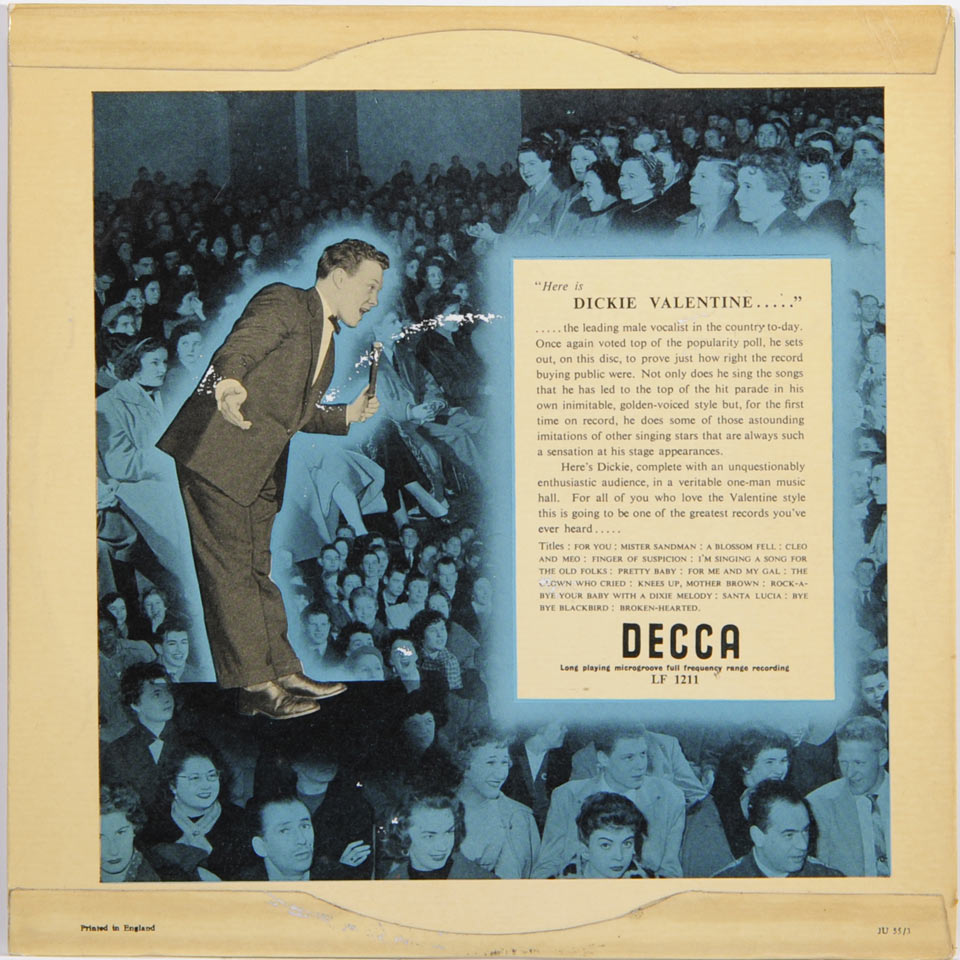 "Here is
DICKIE VALENTINE....."
.....the leading male vocalist in the country to-day.
Once again voted top of the popularity poll, he sets
out, on this disc, to prove just how right the record
buying public were. Not only does he sing the songs
that he has led to the top of the hit parade in his
own inimitable, golden-voiced style but, for the first
time on record, he does some of those astounding
imitations of other singing stars that are always such
a sensation at his stage appearances.
Here's Dickie, complete with an unquestionably
enthusiastic audience, in a veritable one-man music
hall. For all of you who love the Valentine style
this is going to be one of the greatest records you've
ever heard.....
Titles : FOR YOU : MISTER SANDMAN : A BLOSSOM FELL : CLEO
AND MEO : FINGER OF SUSPICION : I'M SINGING A SONG FOR
THE OLD FOLKS : PRETTY BABY : FOR ME AND MY GAL : THE
CLOWN WHO CRIED : KNEES UP, MOTHER BROWN : ROCK-A-
BYE YOUR BABY WITH A DIXIE MELODY : SANTA LUCIA : BYE
BYE BLACKBIRD : BROKEN-HEARTED.
DECCA
Long playing microgroove full frequency range recording
LF 1211
Printed in England
JU 55/3